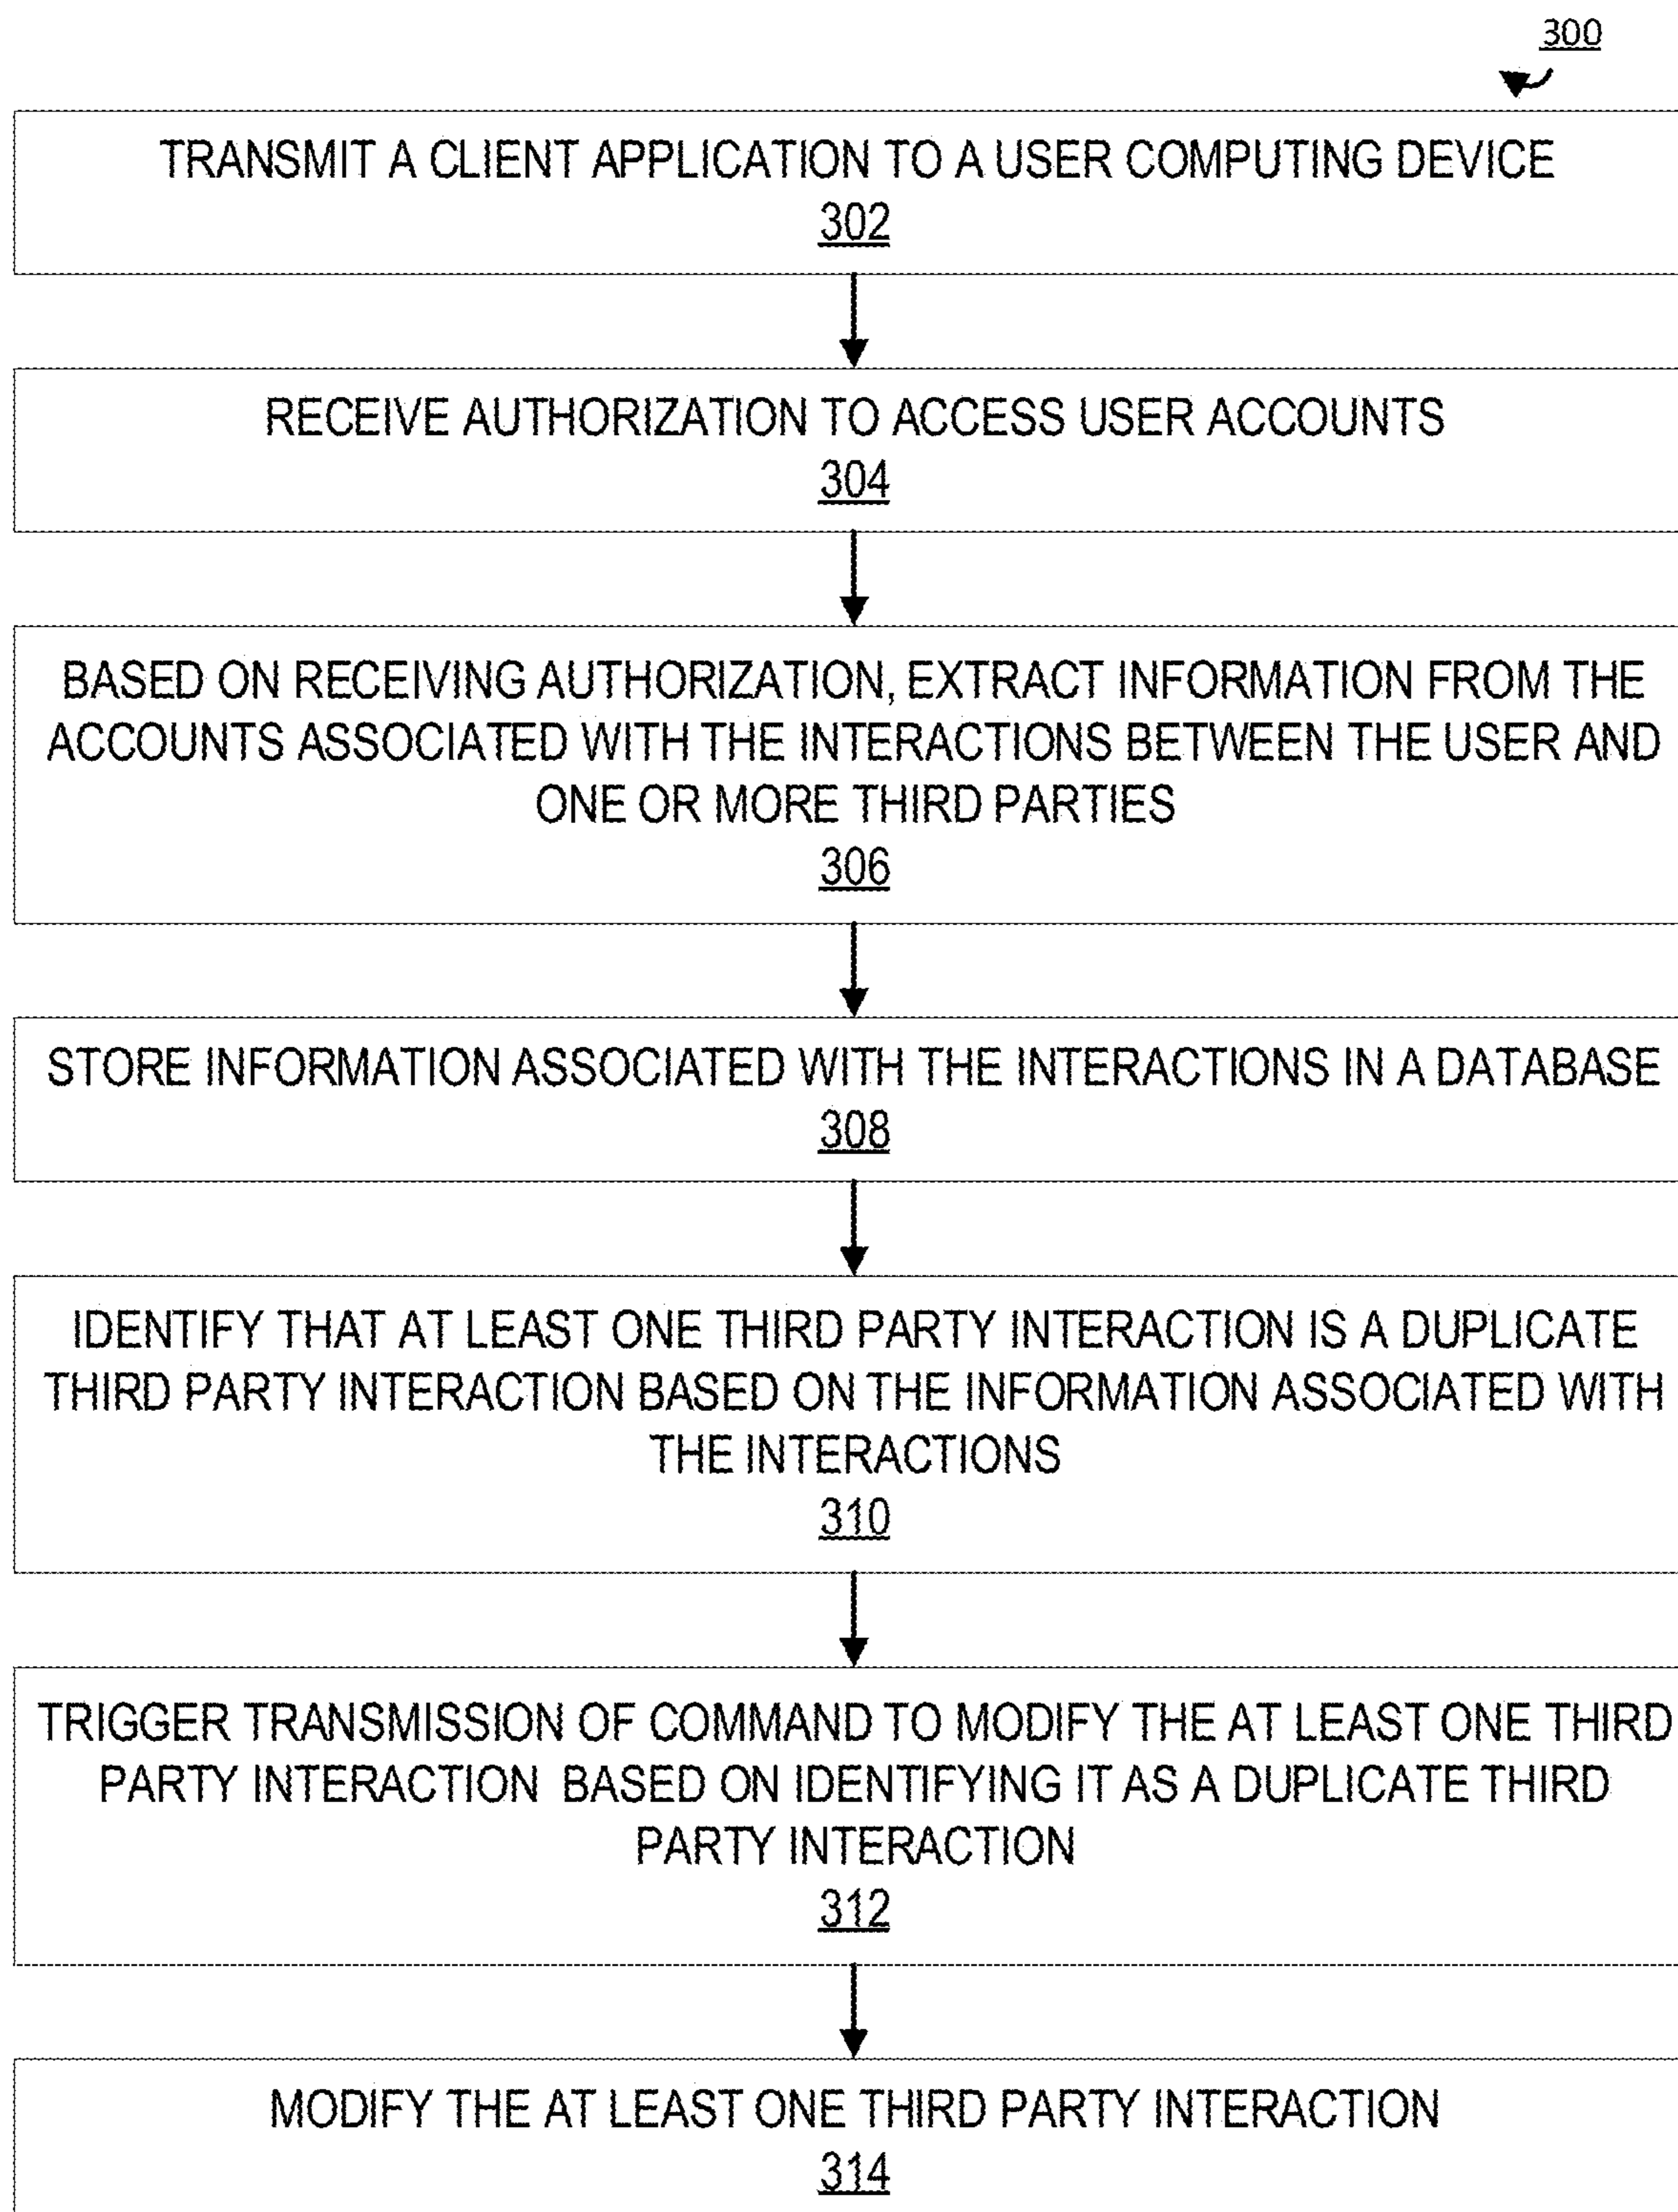 300
TRANSMIT A CLIENT APPLICATION TO A USER COMPUTING DEVICE
302
RECEIVE AUTHORIZATION TO ACCESS USER ACCOUNTS
304
BASED ON RECEIVING AUTHORIZATION, EXTRACT INFORMATION FROM THE
ACCOUNTS ASSOCIATED WITH THE INTERACTIONS BETWEEN THE USER AND
ONE OR MORE THIRD PARTIES
306
STORE INFORMATION ASSOCIATED WITH THE INTERACTIONS IN A DATABASE
308
IDENTIFY THAT AT LEAST ONE THIRD PARTY INTERACTION IS A DUPLICATE
THIRD PARTY INTERACTION BASED ON THE INFORMATION ASSOCIATED WITH
THE INTERACTIONS
310
TRIGGER TRANSMISSION OF COMMAND TO MODIFY THE AT LEAST ONE THIRD
PARTY INTERACTION BASED ON IDENTIFYING IT AS A DUPLICATE THIRD
PARTY INTERACTION
312
MODIFY THE AT LEAST ONE THIRD PARTY INTERACTION
314